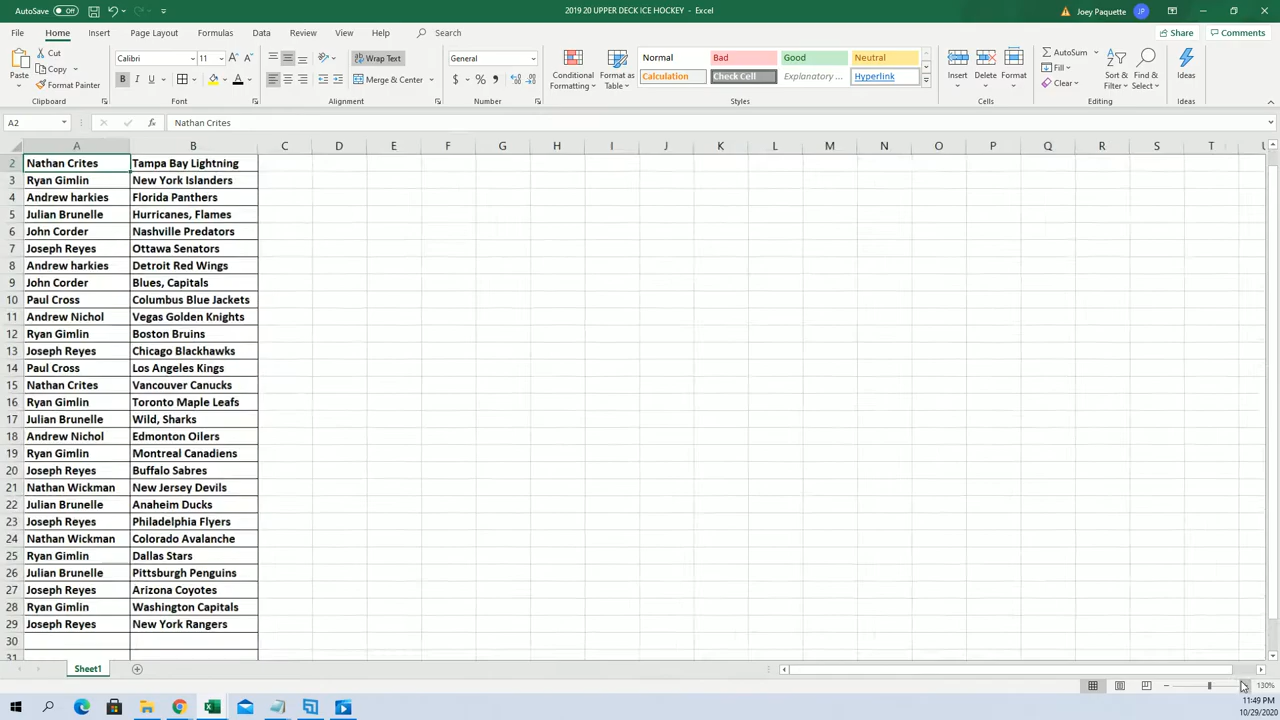 AutoSave Off 2019 20 UPPER DECK ICE HOCKEY - Excel Joey Paquette JP
File Home Insert Page Layout Formulas Data Review View Help Search Share Comments
Paste Cut Copy Format Painter Clipboard
Calibri 11 B I U Font
Wrap Text Merge & Center Alignment
General $ % Number
Conditional Formatting Format as Table
Normal Bad Good Neutral
Calculation Check Cell Explanatory ... Hyperlink
Styles
Insert Delete Format Cells
AutoSum Fill Clear Sort & Filter Find & Select Editing
Ideas Ideas
A2 fx Nathan Crites
A B C D E F G H I J K L M N O P Q R S T U
2 Nathan Crites Tampa Bay Lightning
3 Ryan Gimlin New York Islanders
4 Andrew harkies Florida Panthers
5 Julian Brunelle Hurricanes, Flames
6 John Corder Nashville Predators
7 Joseph Reyes Ottawa Senators
8 Andrew harkies Detroit Red Wings
9 John Corder Blues, Capitals
10 Paul Cross Columbus Blue Jackets
11 Andrew Nichol Vegas Golden Knights
12 Ryan Gimlin Boston Bruins
13 Joseph Reyes Chicago Blackhawks
14 Paul Cross Los Angeles Kings
15 Nathan Crites Vancouver Canucks
16 Ryan Gimlin Toronto Maple Leafs
17 Julian Brunelle Wild, Sharks
18 Andrew Nichol Edmonton Oilers
19 Ryan Gimlin Montreal Canadiens
20 Joseph Reyes Buffalo Sabres
21 Nathan Wickman New Jersey Devils
22 Julian Brunelle Anaheim Ducks
23 Joseph Reyes Philadelphia Flyers
24 Nathan Wickman Colorado Avalanche
25 Ryan Gimlin Dallas Stars
26 Julian Brunelle Pittsburgh Penguins
27 Joseph Reyes Arizona Coyotes
28 Ryan Gimlin Washington Capitals
29 Joseph Reyes New York Rangers
30
31
Sheet1
130%
11:49 PM
10/29/2020